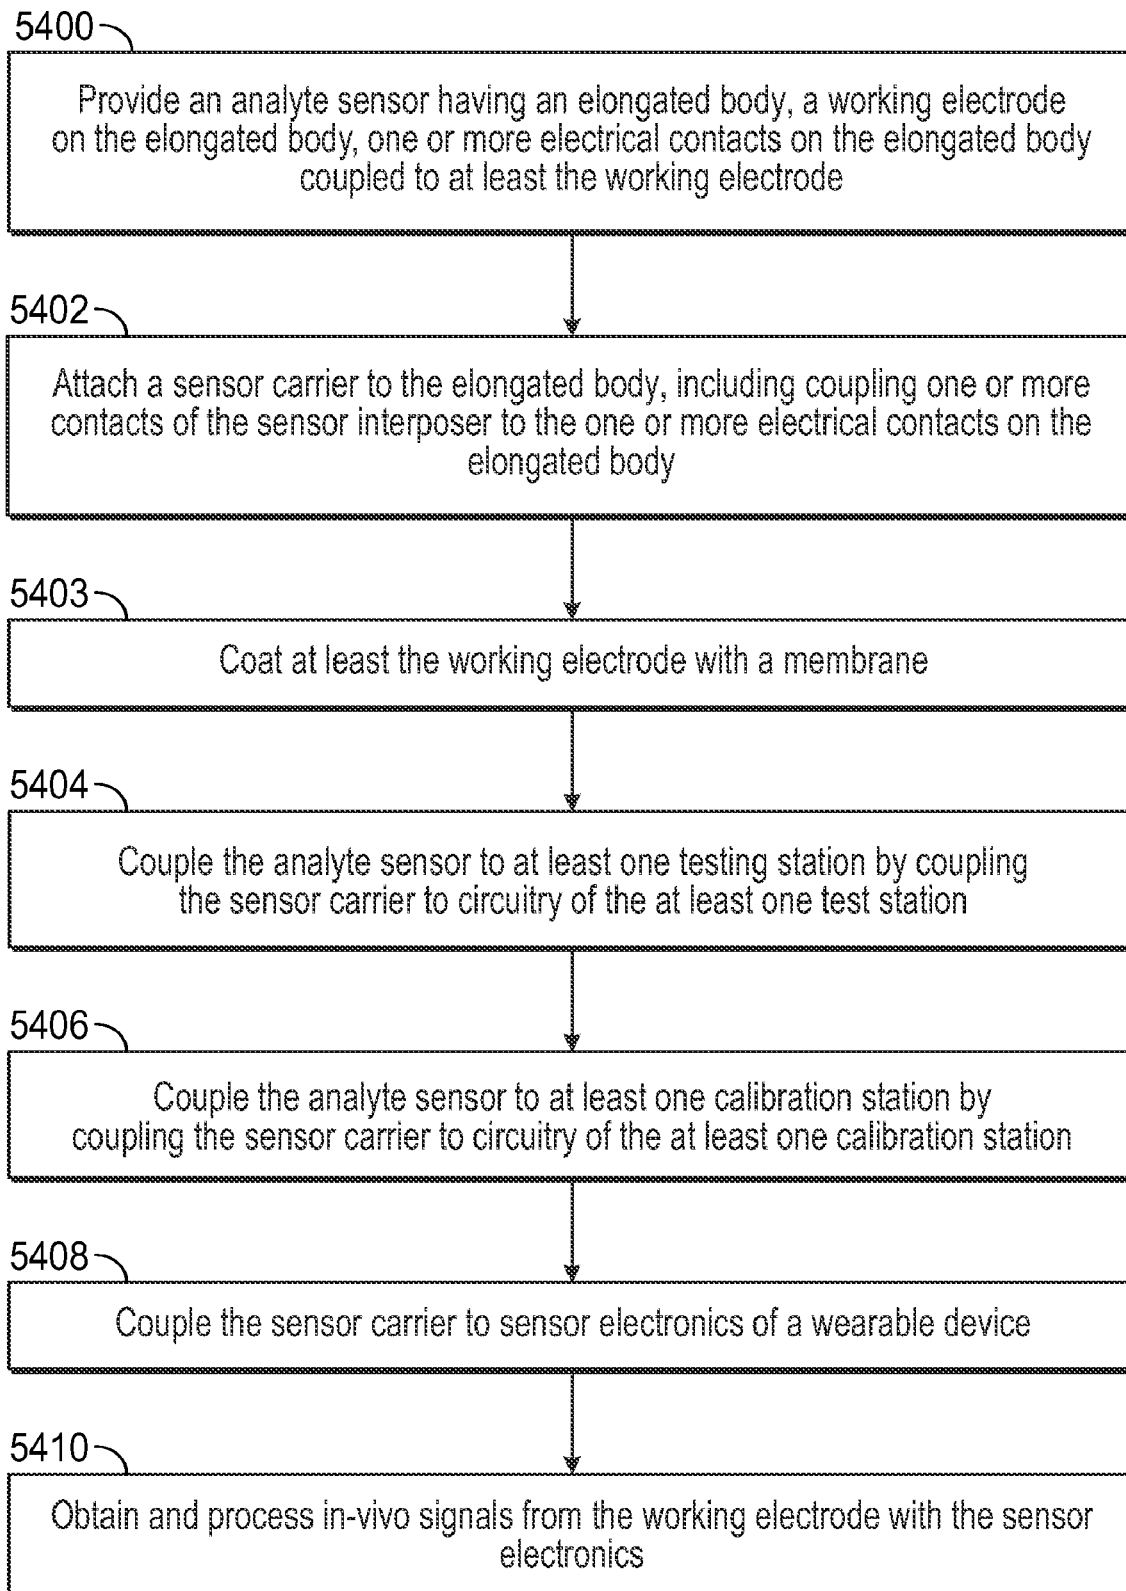 5400
Provide an analyte sensor having an elongated body, a working electrode
on the elongated body, one or more electrical contacts on the elongated body
coupled to at least the working electrode
5402
Attach a sensor carrier to the elongated body, including coupling one or more
contacts of the sensor interposer to the one or more electrical contacts on the
elongated body
5403
Coat at least the working electrode with a membrane
5404
Couple the analyte sensor to at least one testing station by coupling
the sensor carrier to circuitry of the at least one test station
5406
Couple the analyte sensor to at least one calibration station by
coupling the sensor carrier to circuitry of the at least one calibration station
5408
Couple the sensor carrier to sensor electronics of a wearable device
5410
Obtain and process in-vivo signals from the working electrode with the sensor
electronics